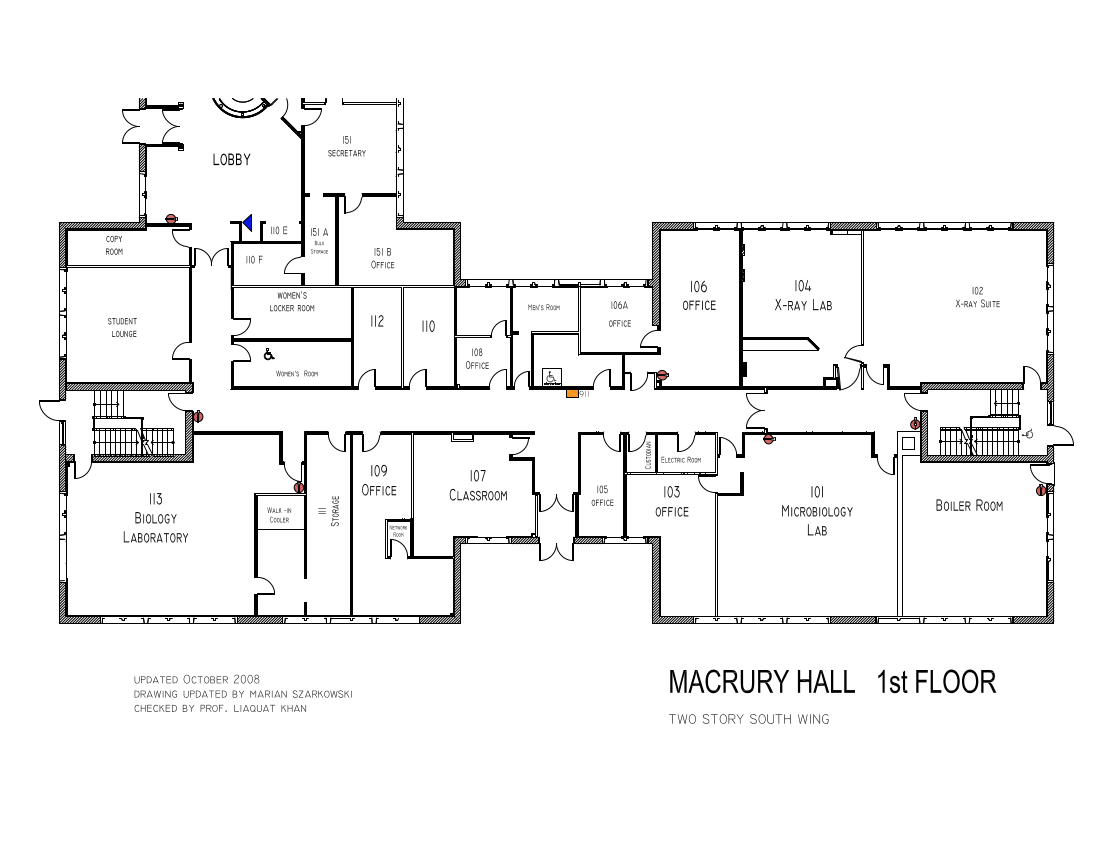 151
SECRETARY
LOBBY
110 E
151 A
BULK
STORAGE
COPY
ROOM
110 F
151 B
OFFICE
106
OFFICE
104
X-RAY LAB
102
X-RAY SUITE
WOMEN'S
LOCKER ROOM
112
110
MEN'S ROOM
106A
OFFICE
STUDENT
LOUNGE
108
OFFICE
WOMEN'S ROOM
911
113
BIOLOGY
LABORATORY
WALK-IN
COOLER
111
STORAGE
109
OFFICE
NETWORK
ROOM
107
CLASSROOM
105
OFFICE
CUSTODIAN
ELECTRIC ROOM
103
OFFICE
101
MICROBIOLOGY
LAB
BOILER ROOM
UPDATED OCTOBER 2008
DRAWING UPDATED BY MARIAN SZARKOWSKI
CHECKED BY PROF. LIAQUAT KHAN
MACRURY HALL 1st FLOOR
TWO STORY SOUTH WING